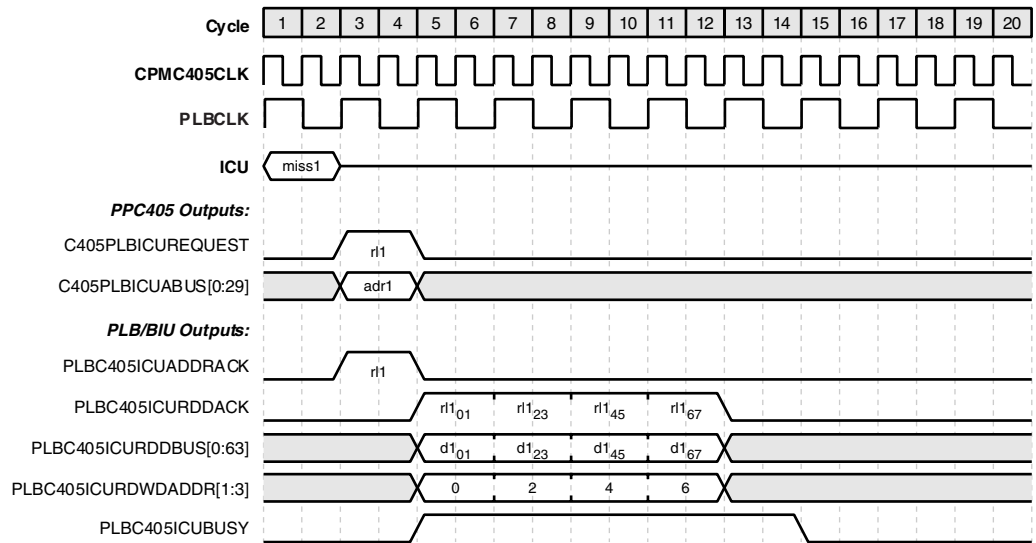 Cycle 1 2 3 4 5 6 7 8 9 10 11 12 13 14 15 16 17 18 19 20
CPMC405CLK
PLBCLK
ICU miss1
PPC405 Outputs:
C405PLBICUREQUEST rl1
C405PLBICUABUS[0:29] adr1
PLB/BIU Outputs:
PLBC405ICUADDRACK rl1
PLBC405ICURDDACK rl1₀₁ rl1₂₃ rl1₄₅ rl1₆₇
PLBC405ICURDDBUS[0:63] d1₀₁ d1₂₃ d1₄₅ d1₆₇
PLBC405ICURDWDADDR[1:3] 0 2 4 6
PLBC405ICUBUSY